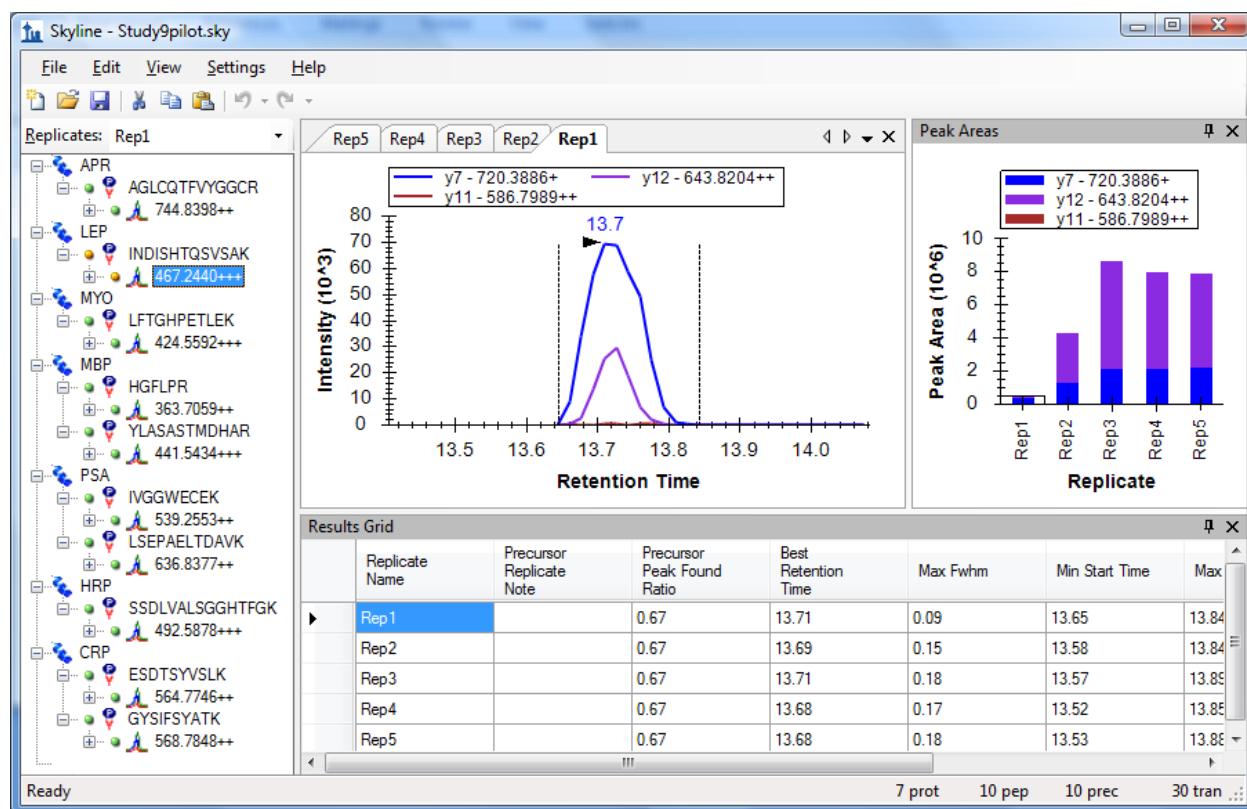 Skyline - Study9pilot.sky
File Edit View Settings Help
Replicates: Rep1
APR
AGLCQTFVYGGCR
744.8398++
LEP
INDISHTQSVSAK
467.2440+++
MYO
LFTGHPETLEK
424.5592+++
MBP
HGFLPR
363.7059++
YLASASTMDHAR
441.5434+++
PSA
IVGGWECEK
539.2553++
LSEPAELTDAVK
636.8377++
HRP
SSDLVALSGGHTFGK
492.5878+++
CRP
ESDTSYVSLK
564.7746++
GYSIFSYATK
568.7848++
Rep5 Rep4 Rep3 Rep2 Rep1
y7 - 720.3886+ y12 - 643.8204++
y11 - 586.7989++
13.7
80
70
60
50
40
30
20
10
0
Intensity (10^3)
13.5 13.6 13.7 13.8 13.9 14.0
Retention Time
Peak Areas
y7 - 720.3886+
y12 - 643.8204++
y11 - 586.7989++
10
8
6
4
2
0
Peak Area (10^6)
Rep1 Rep2 Rep3 Rep4 Rep5
Replicate
Results Grid
Replicate Name Precursor Replicate Note Precursor Peak Found Ratio Best Retention Time Max Fwhm Min Start Time Max
Rep1 0.67 13.71 0.09 13.65 13.84
Rep2 0.67 13.69 0.15 13.58 13.84
Rep3 0.67 13.71 0.18 13.57 13.89
Rep4 0.67 13.68 0.17 13.52 13.85
Rep5 0.67 13.68 0.18 13.53 13.88
Ready 7 prot 10 pep 10 prec 30 tran